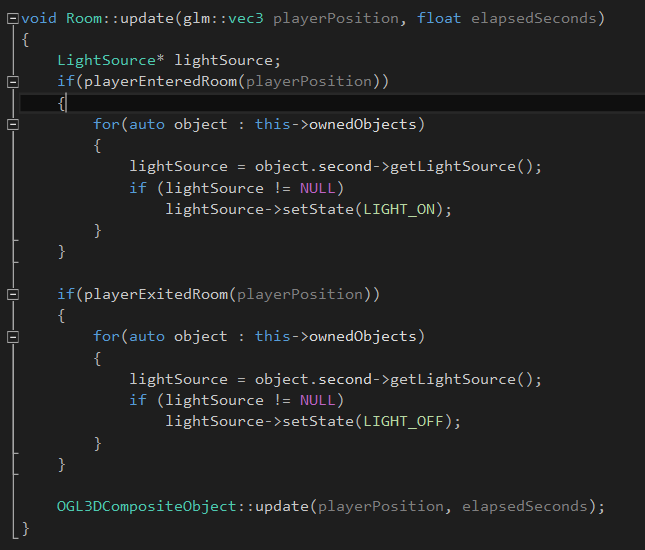 void Room::update(glm::vec3 playerPosition, float elapsedSeconds)
{
    LightSource* lightSource;
    if(playerEnteredRoom(playerPosition))
    {
        for(auto object : this->ownedObjects)
        {
            lightSource = object.second->getLightSource();
            if (lightSource != NULL)
                lightSource->setState(LIGHT_ON);
        }
    }

    if(playerExitedRoom(playerPosition))
    {
        for(auto object : this->ownedObjects)
        {
            lightSource = object.second->getLightSource();
            if (lightSource != NULL)
                lightSource->setState(LIGHT_OFF);
        }
    }

    OGL3DCompositeObject::update(playerPosition, elapsedSeconds);
}